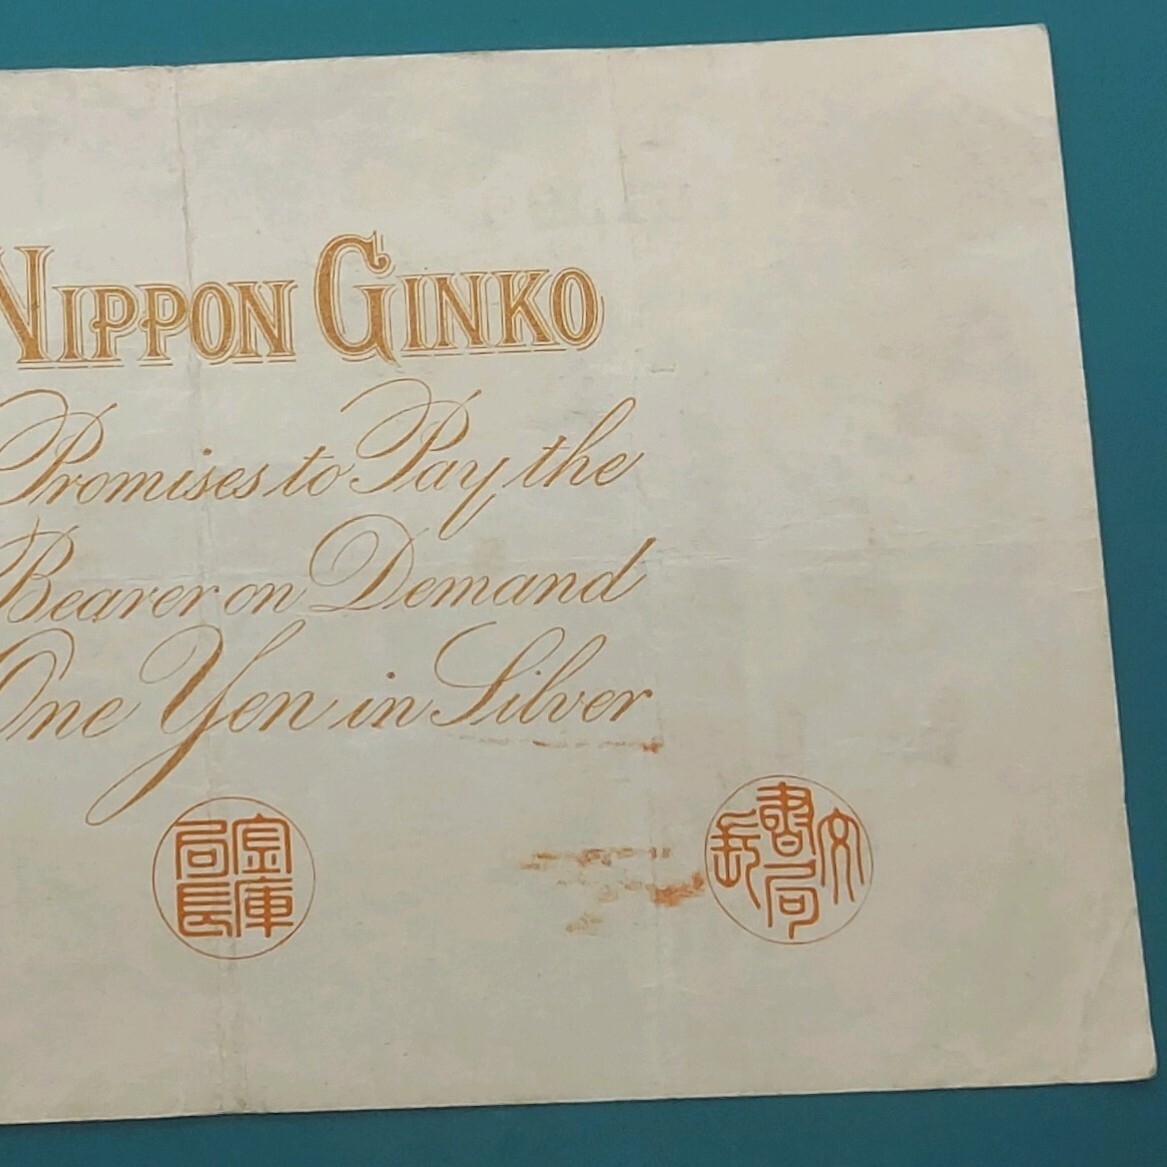 NIPPON GINKO
Promises to Pay the
Bearer on Demand
One Yen in Silver
金庫局長
文書局長